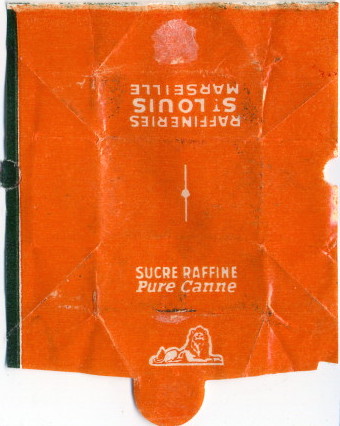 RAFFINERIES
ST LOUIS
MARSEILLE
SUCRE RAFFINE
Pure Canne